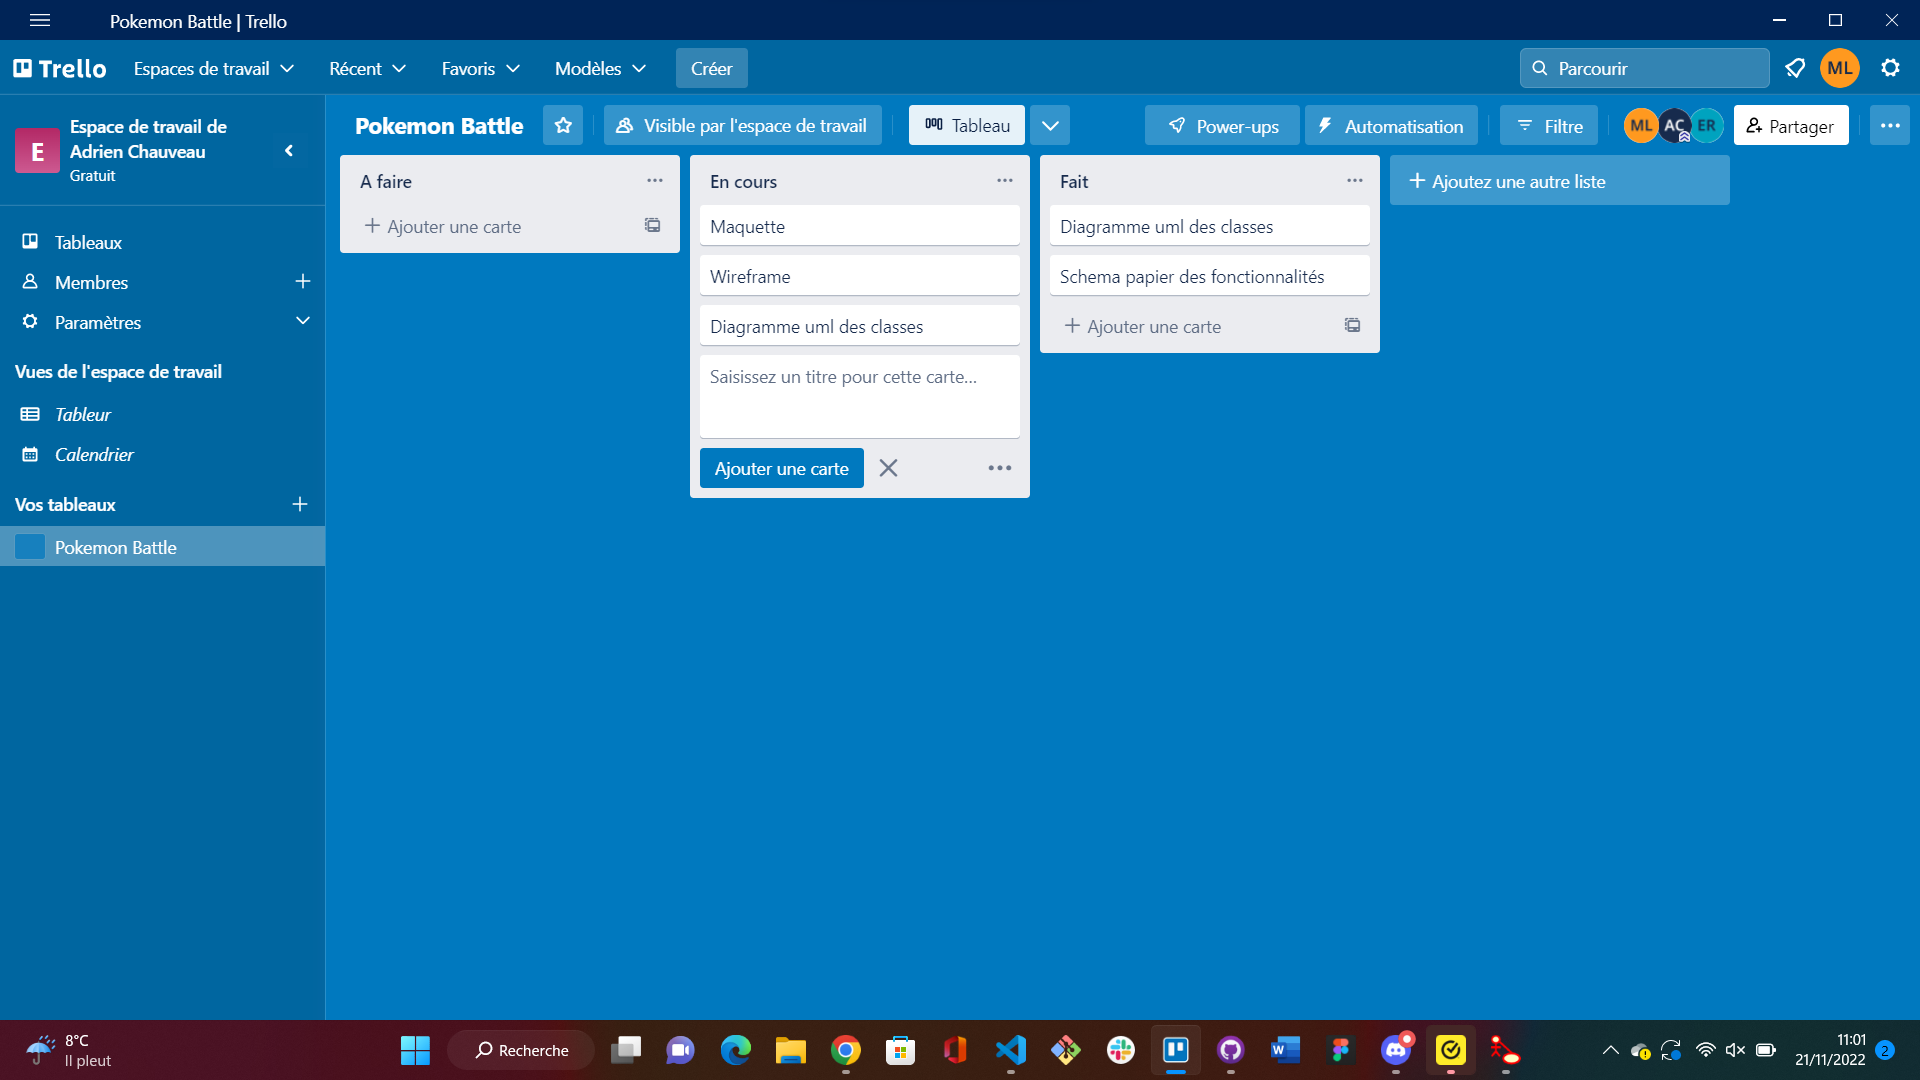 Pokemon Battle | Trello
Trello
Espaces de travail
Récent
Favoris
Modèles
Créer
Parcourir
ML
E
Espace de travail de
Adrien Chauveau
Gratuit
Pokemon Battle
Visible par l'espace de travail
Tableau
Power-ups
Automatisation
Filtre
ML
AC
ER
Partager
Tableaux
Membres
Paramètres
Vues de l'espace de travail
Tableur
Calendrier
Vos tableaux
Pokemon Battle
A faire
Ajouter une carte
En cours
Maquette
Wireframe
Diagramme uml des classes
Saisissez un titre pour cette carte...
Ajouter une carte
Fait
Diagramme uml des classes
Schema papier des fonctionnalités
Ajouter une carte
Ajoutez une autre liste
8°C
Il pleut
Recherche
W
11:01
21/11/2022
2